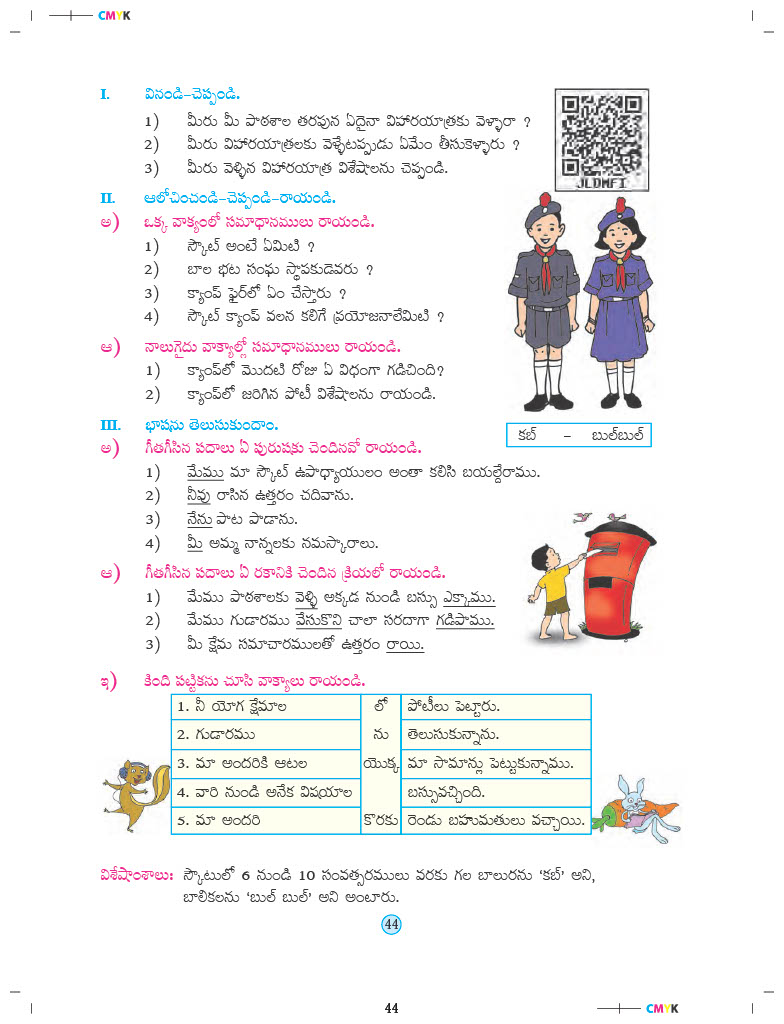 CMYK
I. వినండి-చెప్పండి.
1) మీరు మీ పాఠశాల తరపున ఏదైనా విహారయాత్రకు వెళ్ళారా ?
2) మీరు విహారయాత్రలకు వెళ్ళేటప్పుడు ఏమేం తీసుకెళ్ళారు ?
3) మీరు వెళ్ళిన విహారయాత్ర విశేషాలను చెప్పండి.
JLDMFI
II. ఆలోచించండి-చెప్పండి-రాయండి.
అ) ఒక్క వాక్యంలో సమాధానములు రాయండి.
1) స్కౌట్ అంటే ఏమిటి ?
2) బాల భట సంఘ స్థాపకుడెవరు ?
3) క్యాంప్ ఫైర్‌లో ఏం చేస్తారు ?
4) స్కౌట్ క్యాంప్ వలన కలిగే ప్రయోజనాలేమిటి ?
ఆ) నాలుగైదు వాక్యాల్లో సమాధానములు రాయండి.
1) క్యాంప్‌లో మొదటి రోజు ఏ విధంగా గడిచింది?
2) క్యాంప్‌లో జరిగిన పోటీ విశేషాలను రాయండి.
కబ్ – బుల్‌బుల్
III. భాషను తెలుసుకుందాం.
అ) గీతగీసిన పదాలు ఏ పురుషకు చెందినవో రాయండి.
1) మేము మా స్కౌట్ ఉపాధ్యాయులం అంతా కలిసి బయల్దేరాము.
2) నీవు రాసిన ఉత్తరం చదివాను.
3) నేను పాట పాడాను.
4) మీ అమ్మ నాన్నలకు నమస్కారాలు.
ఆ) గీతగీసిన పదాలు ఏ రకానికి చెందిన క్రియలో రాయండి.
1) మేము పాఠశాలకు వెళ్ళి అక్కడ నుండి బస్సు ఎక్కాము.
2) మేము గుడారము వేసుకొని చాలా సరదాగా గడిపాము.
3) మీ క్షేమ సమాచారములతో ఉత్తరం రాయి.
ఇ) కింది పట్టికను చూసి వాక్యాలు రాయండి.
1. నీ యోగ క్షేమాల లో పోటీలు పెట్టారు.
2. గుడారము ను తెలుసుకున్నాను.
3. మా అందరికి ఆటల యొక్క మా సామాన్లు పెట్టుకున్నాము.
4. వారి నుండి అనేక విషయాల బస్సువచ్చింది.
5. మా అందరి కొరకు రెండు బహుమతులు వచ్చాయి.
విశేషాంశాలు: స్కౌటులో 6 నుండి 10 సంవత్సరములు వరకు గల బాలురను ‘కబ్’ అని,
బాలికలను ‘బుల్ బుల్’ అని అంటారు.
44
44
CMYK